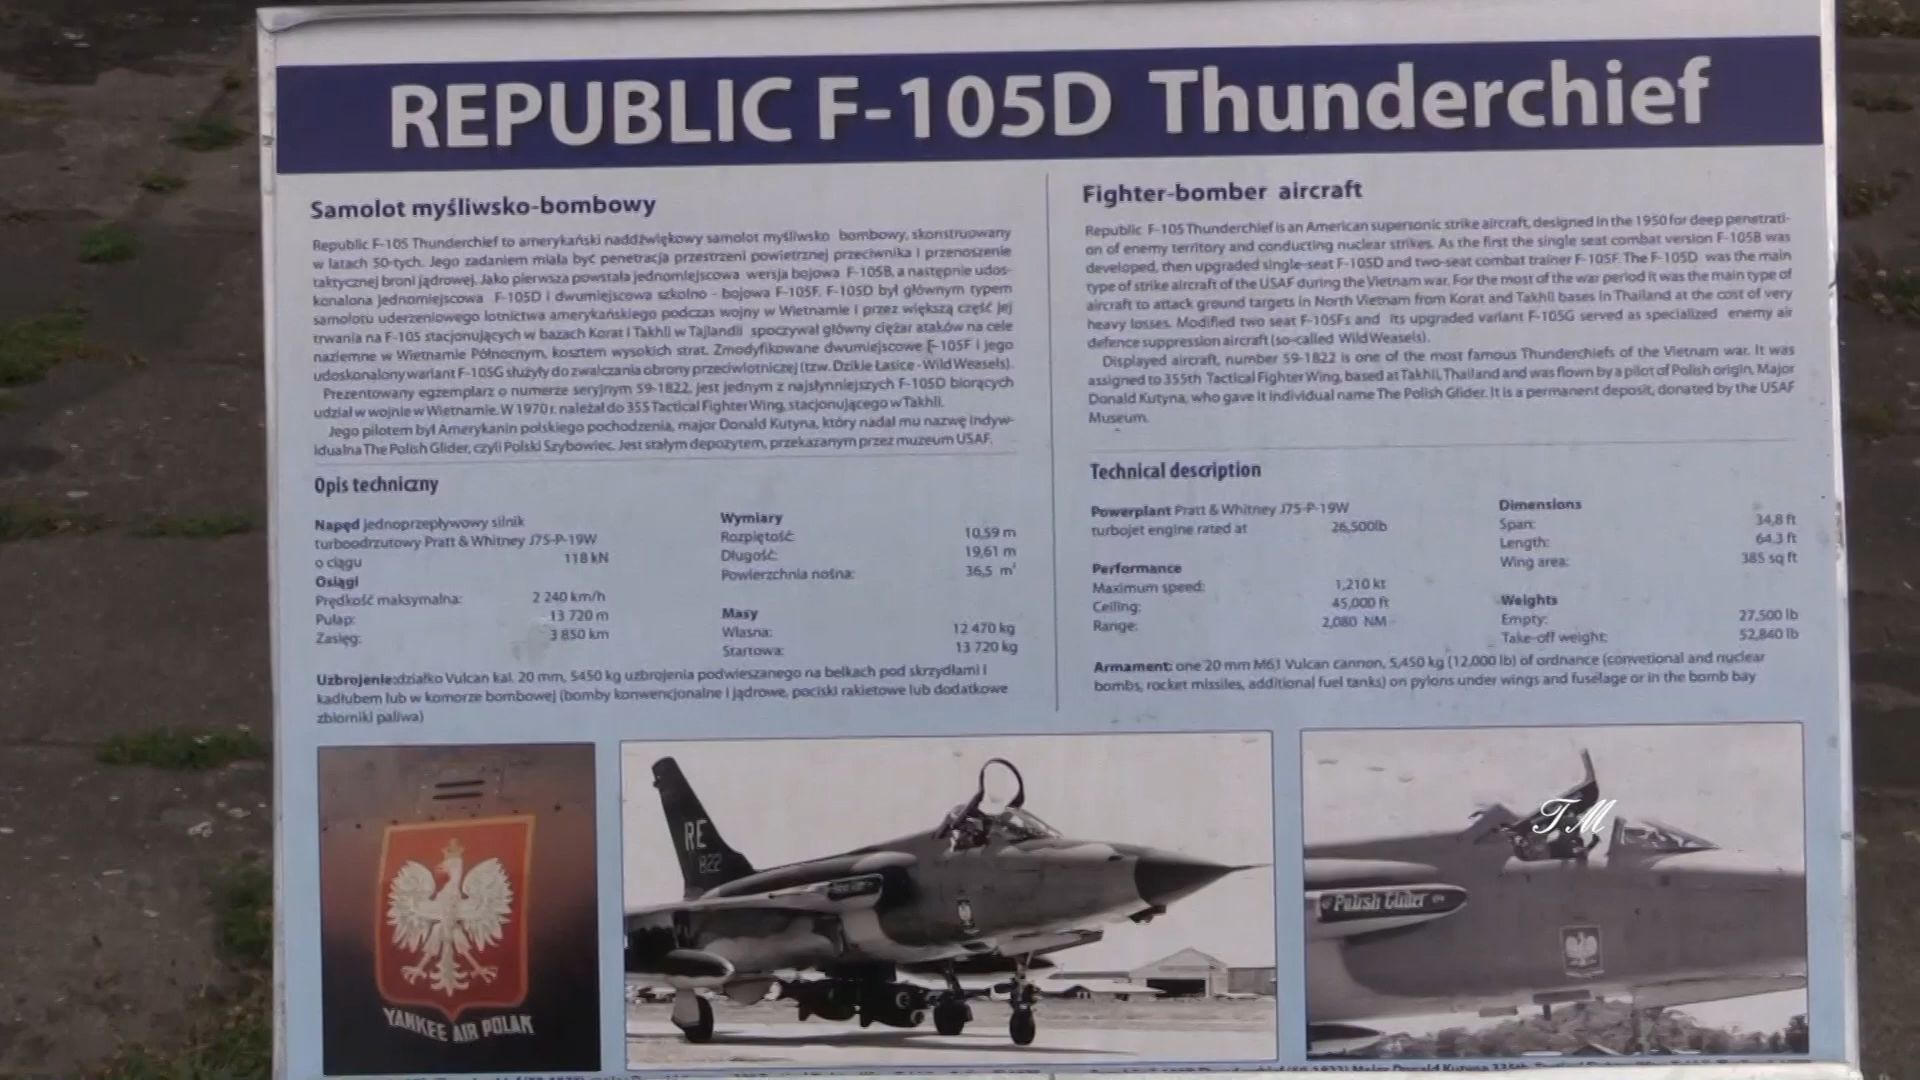 REPUBLIC F-105D Thunderchief
Samolot myśliwsko-bombowy
Republic F-105 Thunderchief to amerykański naddźwiękowy samolot myśliwsko bombowy, skonstruowany
w latach 50-tych. Jego zadaniem miała być penetracja przestrzeni powietrznej przeciwnika i przenoszenie
taktycznej broni jądrowej. Jako pierwsza powstała jednomiejscowa wersja bojowa F-105B, a następnie udos-
konalona jednomiejscowa F-105D i dwumiejscowa szkolno - bojowa F-105F. F-105D był głównym typem
samolotu uderzeniowego lotnictwa amerykańskiego podczas wojny w Wietnamie i przez większą część jej
trwania na F-105 stacjonujących w bazach Korat i Takhli w Tajlandii spoczywał główny ciężar ataków na cele
naziemne w Wietnamie Północnym, kosztem wysokich strat. Zmodyfikowane dwumiejscowe F-105F i jego
udoskonalony wariant F-105G służyły do zwalczania obrony przeciwlotniczej (tzw. Dzikie Łasice - Wild Weasels).
Prezentowany egzemplarz o numerze seryjnym 59-1822, jest jednym z najsłynniejszych F-105D biorących
udział w wojnie w Wietnamie. W 1970 r. należał do 355 Tactical Fighter Wing, stacjonującego w Takhli.
Jego pilotem był Amerykanin polskiego pochodzenia, major Donald Kutyna, który nadał mu nazwę indyw-
idualna The Polish Glider, czyli Polski Szybowiec. Jest stałym depozytem, przekazanym przez muzeum USAF.
Opis techniczny
Napęd jednoprzepływowy silnik
turboodrzutowy Pratt & Whitney J75-P-19W
o ciągu 118 kN
Osiągi
Prędkość maksymalna: 2 240 km/h
Pułap: 13 720 m
Zasięg: 3 850 km
Wymiary
Rozpiętość: 10,59 m
Długość: 19,61 m
Powierzchnia nośna: 36,5 m²
Masy
Własna: 12 470 kg
Startowa: 13 720 kg
Uzbrojenie:działko Vulcan kal. 20 mm, 5450 kg uzbrojenia podwieszanego na belkach pod skrzydłami i
kadłubem lub w komorze bombowej (bomby konwencjonalne i jądrowe, pociski rakietowe lub dodatkowe
zbiorniki paliwa)
Fighter-bomber aircraft
Republic F-105 Thunderchief is an American supersonic strike aircraft, designed in the 1950 for deep penetrati-
on of enemy territory and conducting nuclear strikes. As the first the single seat combat version F-105B was
developed, then upgraded single-seat F-105D and two-seat combat trainer F-105F. The F-105D was the main
type of strike aircraft of the USAF during the Vietnam war. For the most of the war period it was the main type of
aircraft to attack ground targets in North Vietnam from Korat and Takhli bases in Thailand at the cost of very
heavy losses. Modified two seat F-105Fs and its upgraded variant F-105G served as specialized enemy air
defence suppression aircraft (so-called Wild Weasels).
Displayed aircraft, number 59-1822 is one of the most famous Thunderchiefs of the Vietnam war. It was
assigned to 355th Tactical Fighter Wing, based at Takhli, Thailand and was flown by a pilot of Polish origin, Major
Donald Kutyna, who gave it individual name The Polish Glider. It is a permanent deposit, donated by the USAF
Museum.
Technical description
Powerplant Pratt & Whitney J75-P-19W
turbojet engine rated at 26,500lb
Performance
Maximum speed: 1,210 kt
Ceiling: 45,000 ft
Range: 2,080 NM
Dimensions
Span: 34,8 ft
Length: 64.3 ft
Wing area: 385 sq ft
Weights
Empty: 27,500 lb
Take-off weight: 52,840 lb
Armament: one 20 mm M61 Vulcan cannon, 5,450 kg (12,000 lb) of ordnance (convetional and nuclear
bombs, rocket missiles, additional fuel tanks) on pylons under wings and fuselage or in the bomb bay
YANKEE AIR POLAK
RE
822
TM
Polish Glider